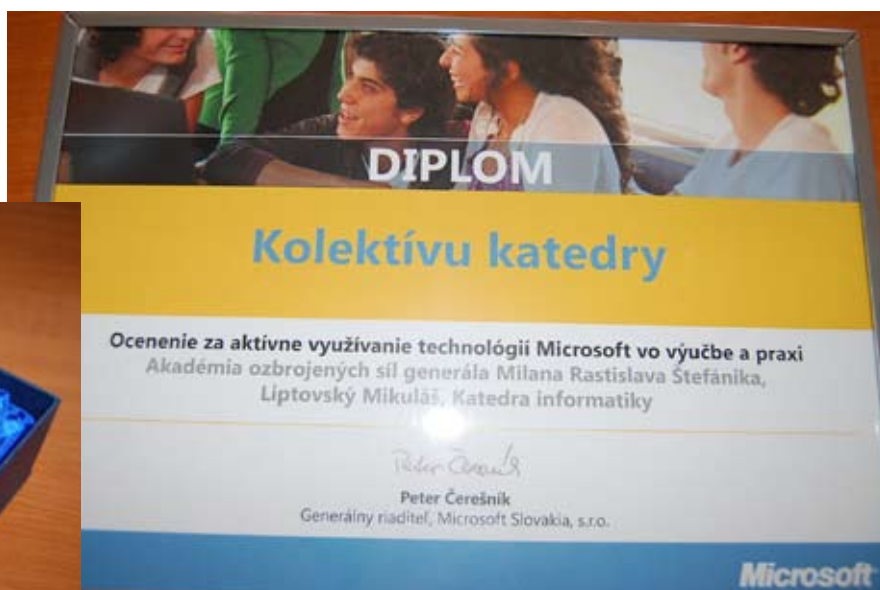 DIPLOM
Kolektívu katedry
Ocenenie za aktívne využívanie technológií Microsoft vo výučbe a praxi
Akadémia ozbrojených síl generála Milana Rastislava Štefánika,
Liptovský Mikuláš, Katedra informatiky
Peter Čerešník
Generálny riaditeľ, Microsoft Slovakia, s.r.o.
Microsoft